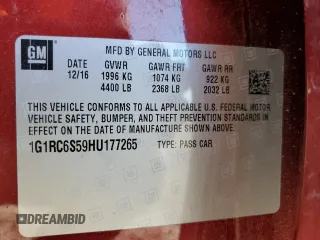 GM
MFD BY GENERAL MOTORS LLC
12/16
GVWR
1996 KG
4400 LB
GAWR FRT
1074 KG
2368 LB
GAWR RR
922 KG
2032 LB
THIS VEHICLE CONFORMS TO ALL APPLICABLE U.S. FEDERAL MOTOR
VEHICLE SAFETY, BUMPER, AND THEFT PREVENTION STANDARDS
IN EFFECT ON THE DATE OF MANUFACTURE SHOWN ABOVE.
1G1RC6S59HU177265 TYPE: PASS CAR
DREAMBID